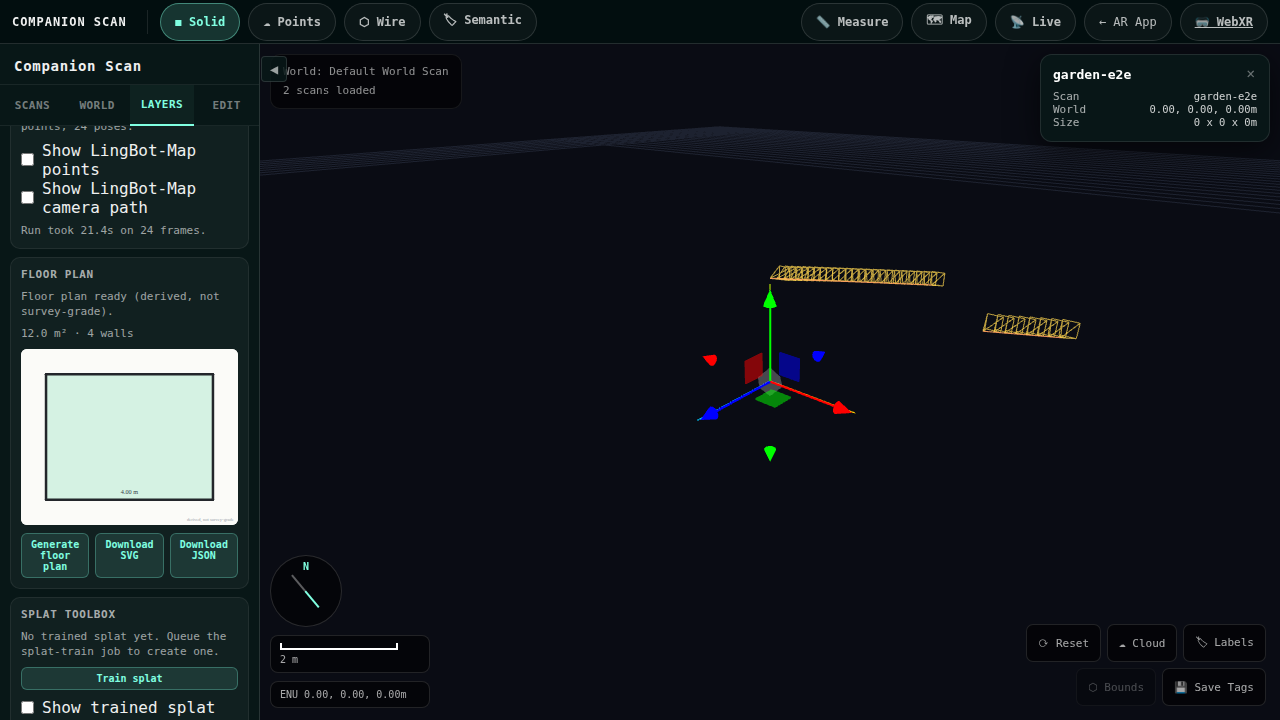 COMPANION SCAN
■ Solid
☁ Points
⬡ Wire
🏷 Semantic
📏 Measure
🗺 Map
📡 Live
← AR App
🥽 WebXR
Companion Scan
SCANS
WORLD
LAYERS
EDIT
points, 24 poses.
Show LingBot-Map
points
Show LingBot-Map
camera path
Run took 21.4s on 24 frames.
FLOOR PLAN
Floor plan ready (derived, not
survey-grade).
12.0 m² · 4 walls
4.00 m
Generate
floor
plan
Download
SVG
Download
JSON
SPLAT TOOLBOX
No trained splat yet. Queue the
splat-train job to create one.
Train splat
Show trained splat
◀
World: Default World Scan
2 scans loaded
garden-e2e
×
Scan garden-e2e
World 0.00, 0.00, 0.00m
Size 0 x 0 x 0m
N
2 m
ENU 0.00, 0.00, 0.00m
⟳ Reset
☁ Cloud
🏷 Labels
⬡ Bounds
💾 Save Tags